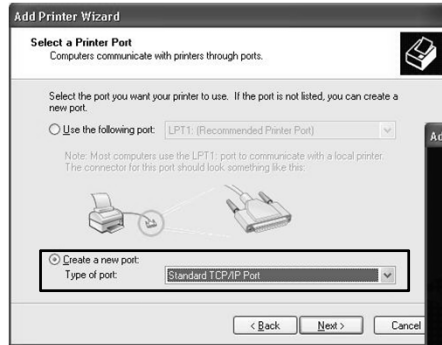 Add Printer Wizard
Select a Printer Port
Computers communicate with printers through ports.
Select the port you want your printer to use. If the port is not listed, you can create a
new port.
Use the following port: LPT1: (Recommended Printer Port)
Note: Most computers use the LPT1: port to communicate with a local printer.
The connector for this port should look something like this:
Create a new port:
Type of port: Standard TCP/IP Port
< Back Next > Cancel
Ad